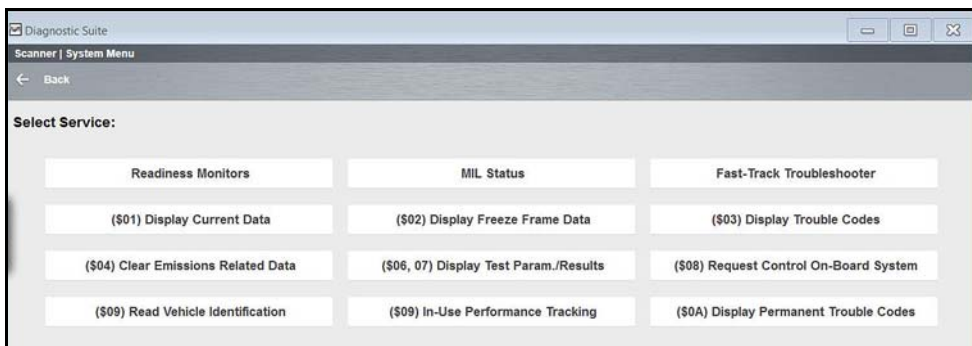 Diagnostic Suite
Scanner | System Menu
Back
Select Service:
Readiness Monitors
MIL Status
Fast-Track Troubleshooter
($01) Display Current Data
($02) Display Freeze Frame Data
($03) Display Trouble Codes
($04) Clear Emissions Related Data
($06, 07) Display Test Param./Results
($08) Request Control On-Board System
($09) Read Vehicle Identification
($09) In-Use Performance Tracking
($0A) Display Permanent Trouble Codes